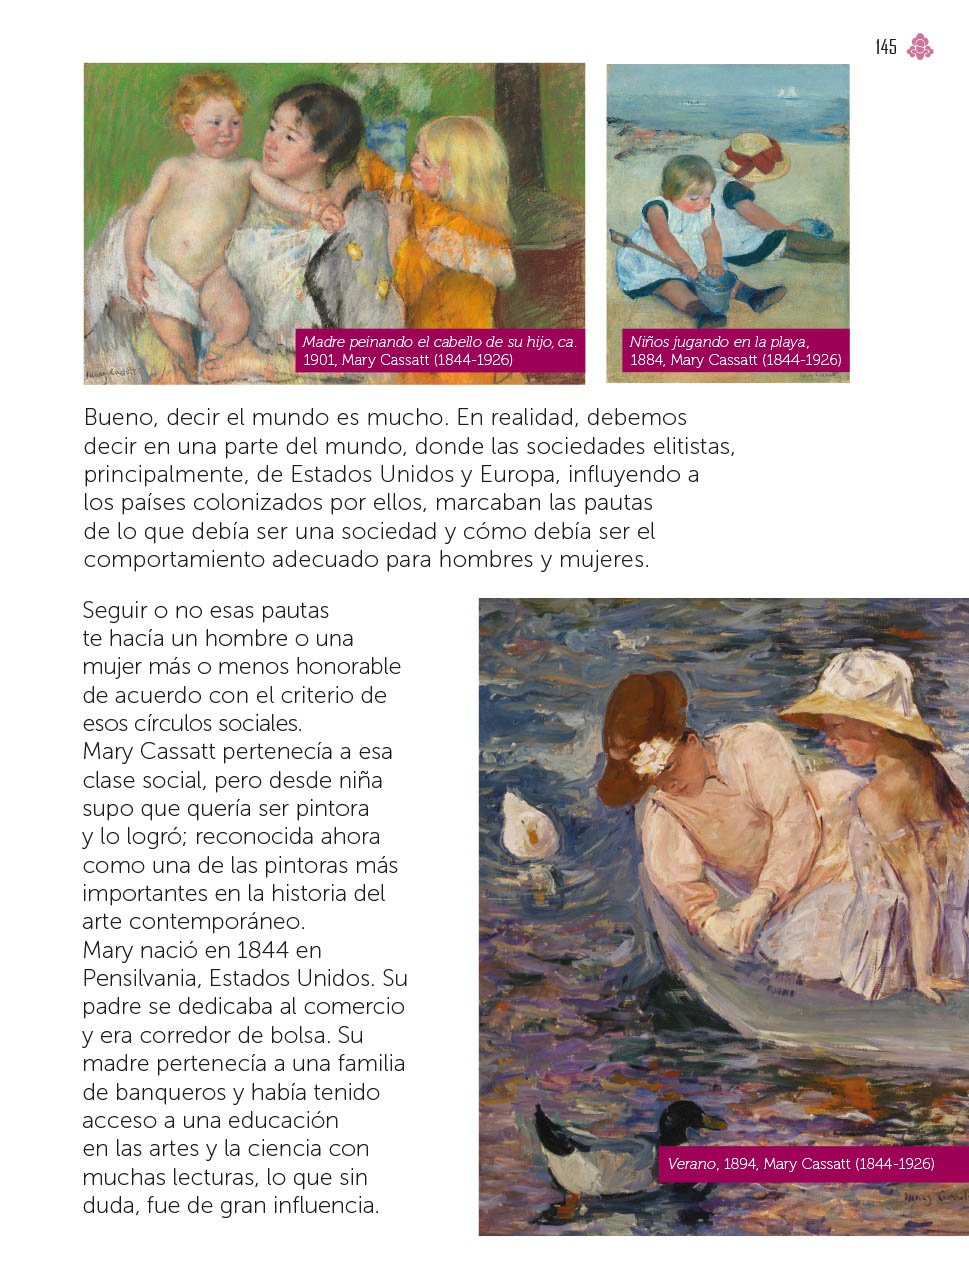 145
Madre peinando el cabello de su hijo, ca.
1901, Mary Cassatt (1844-1926)
Niños jugando en la playa,
1884, Mary Cassatt (1844-1926)
Bueno, decir el mundo es mucho. En realidad, debemos
decir en una parte del mundo, donde las sociedades elitistas,
principalmente, de Estados Unidos y Europa, influyendo a
los países colonizados por ellos, marcaban las pautas
de lo que debía ser una sociedad y cómo debía ser el
comportamiento adecuado para hombres y mujeres.
Seguir o no esas pautas
te hacía un hombre o una
mujer más o menos honorable
de acuerdo con el criterio de
esos círculos sociales.
Mary Cassatt pertenecía a esa
clase social, pero desde niña
supo que quería ser pintora
y lo logró; reconocida ahora
como una de las pintoras más
importantes en la historia del
arte contemporáneo.
Mary nació en 1844 en
Pensilvania, Estados Unidos. Su
padre se dedicaba al comercio
y era corredor de bolsa. Su
madre pertenecía a una familia
de banqueros y había tenido
acceso a una educación
en las artes y la ciencia con
muchas lecturas, lo que sin
duda, fue de gran influencia.
Verano, 1894, Mary Cassatt (1844-1926)
Mary Cassatt